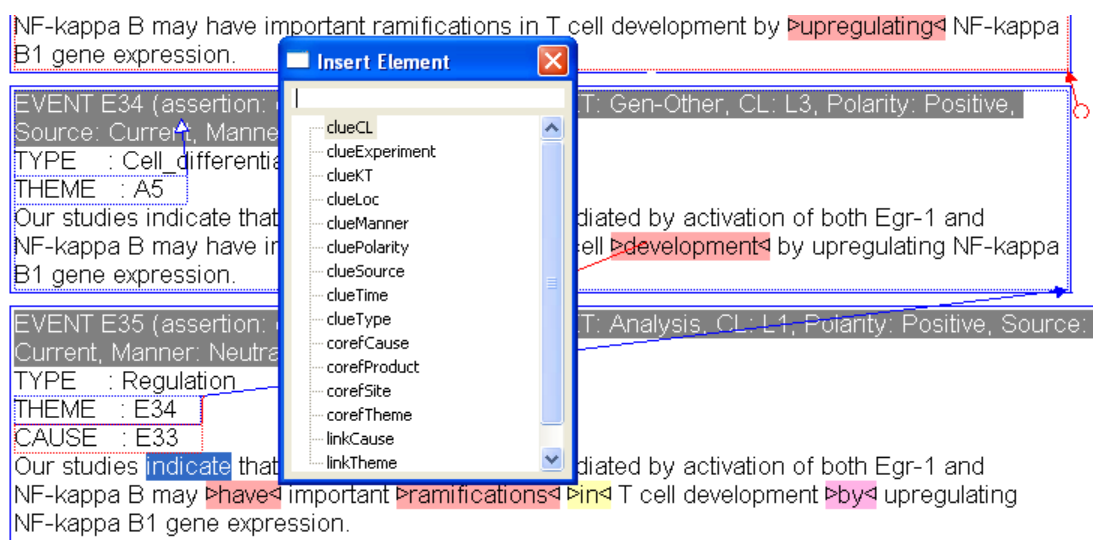 NF-kappa B may have important ramifications in T cell development by ▷upregulating◁ NF-kappa
B1 gene expression.
Insert Element
clueCL
clueExperiment
clueKT
clueLoc
clueManner
cluePolarity
clueSource
clueTime
clueType
corefCause
corefProduct
corefSite
corefTheme
linkCause
linkTheme
EVENT E34 (assertion: T: Gen-Other, CL: L3, Polarity: Positive,
Source: Current, Manne
TYPE : Cell_differentia
THEME : A5
Our studies indicate that diated by activation of both Egr-1 and
NF-kappa B may have in ell ▷development◁ by upregulating NF-kappa
B1 gene expression.
EVENT E35 (assertion: T: Analysis, CL: L1, Polarity: Positive, Source:
Current, Manner: Neutra
TYPE : Regulation
THEME : E34
CAUSE : E33
Our studies indicate that diated by activation of both Egr-1 and
NF-kappa B may ▷have◁ important ▷ramifications◁ ▷in◁ T cell development ▷by◁ upregulating
NF-kappa B1 gene expression.